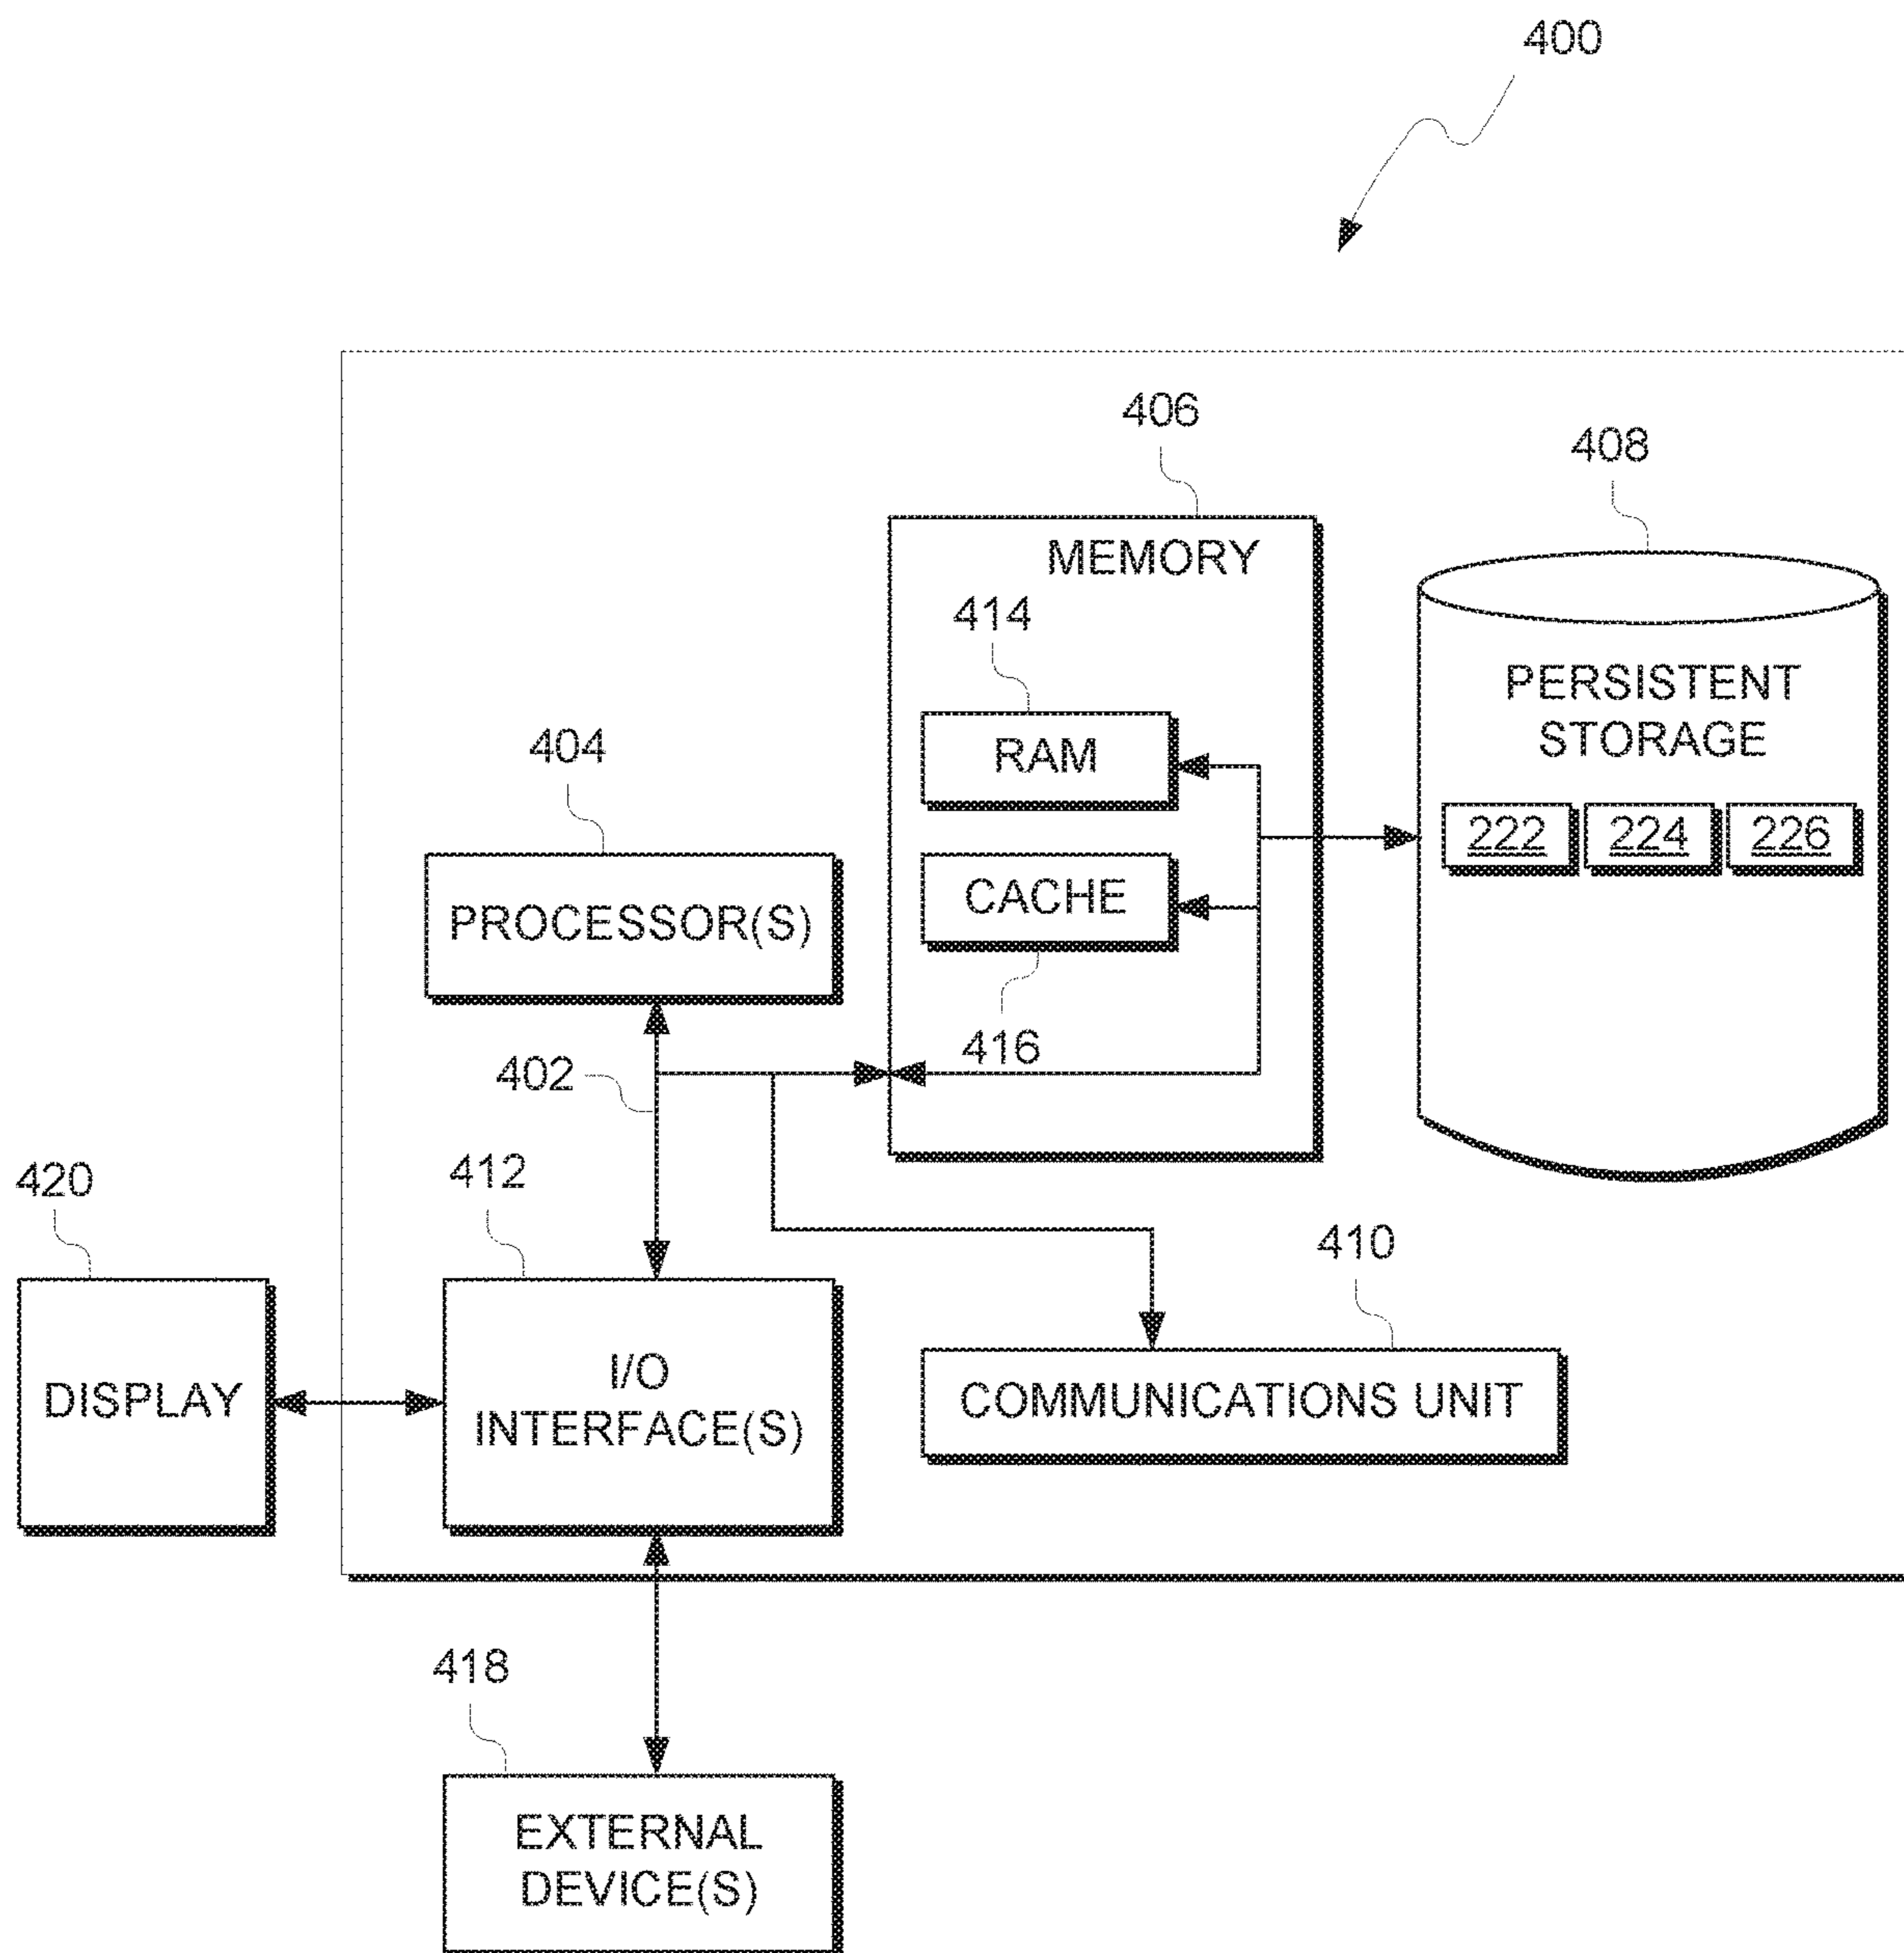 400
406
408
MEMORY
414
PERSISTENT
STORAGE
RAM
404
222 224 226
CACHE
PROCESSOR(S)
416
402
420
412
410
I/O
INTERFACE(S)
DISPLAY
COMMUNICATIONS UNIT
418
EXTERNAL
DEVICE(S)